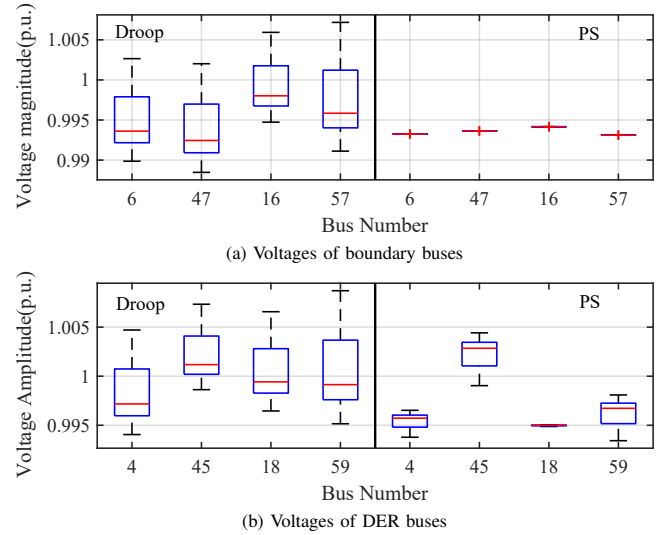 Voltage magnitude(p.u.)
1.005
1
0.995
0.99
Droop
PS
6 47 16 57 6 47 16 57
Bus Number
(a) Voltages of boundary buses
Voltage Amplitude(p.u.)
1.005
1
0.995
Droop
PS
4 45 18 59 4 45 18 59
Bus Number
(b) Voltages of DER buses